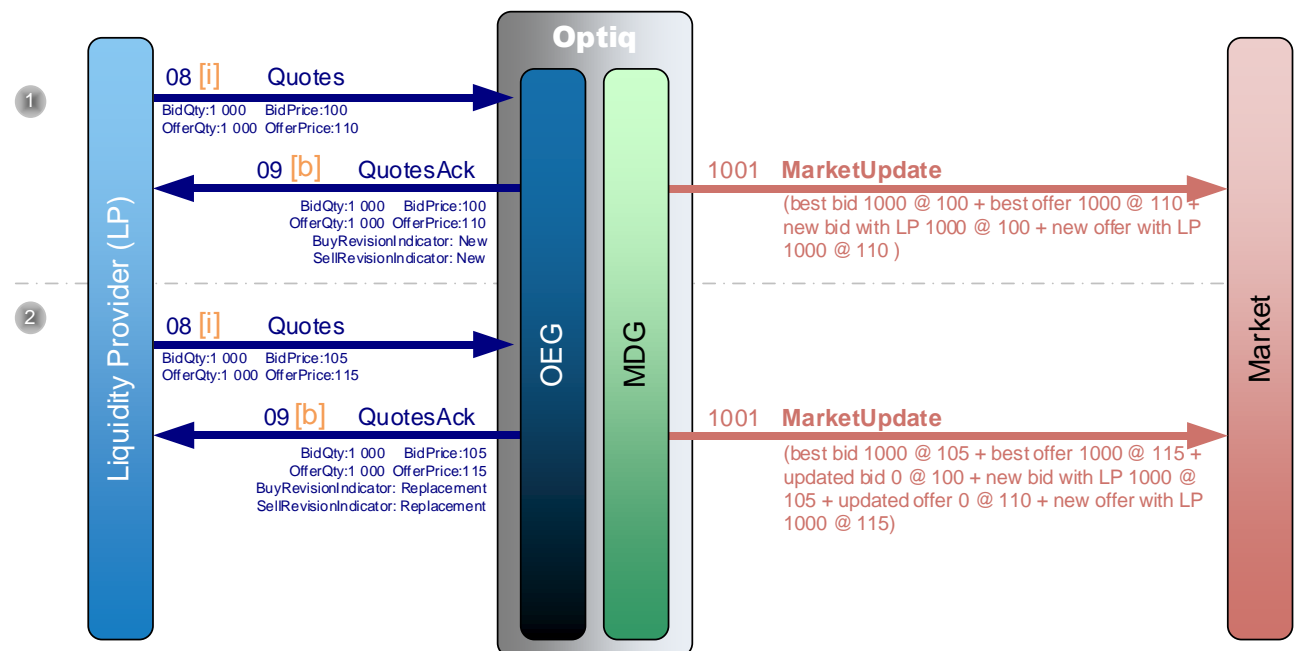 Optiq
Liquidity Provider (LP)
OEG
MDG
Market
1
08 [i] Quotes
BidQty:1 000 BidPrice:100
OfferQty:1 000 OfferPrice:110
09 [b] QuotesAck
BidQty:1 000 BidPrice:100
OfferQty:1 000 OfferPrice:110
BuyRevisionIndicator: New
SellRevisionIndicator: New
1001 MarketUpdate
(best bid 1000 @ 100 + best offer 1000 @ 110 +
new bid with LP 1000 @ 100 + new offer with LP
1000 @ 110 )
2
08 [i] Quotes
BidQty:1 000 BidPrice:105
OfferQty:1 000 OfferPrice:115
09 [b] QuotesAck
BidQty:1 000 BidPrice:105
OfferQty:1 000 OfferPrice:115
BuyRevisionIndicator: Replacement
SellRevisionIndicator: Replacement
1001 MarketUpdate
(best bid 1000 @ 105 + best offer 1000 @ 115 +
updated bid 0 @ 100 + new bid with LP 1000 @
105 + updated offer 0 @ 110 + new offer with LP
1000 @ 115)